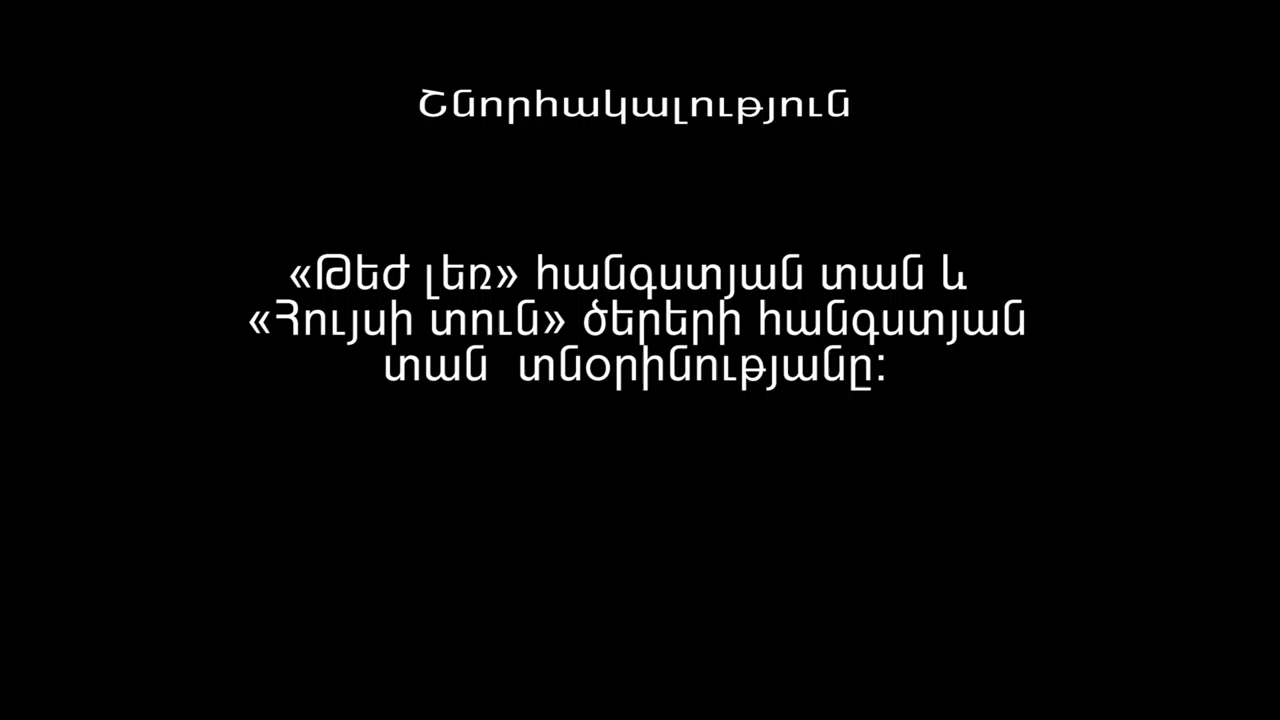 Շնորհակալություն
«Թեժ լեռ» հանգստյան տան և
«Հույսի տուն» ծերերի հանգստյան
տան տնօրինությանը: